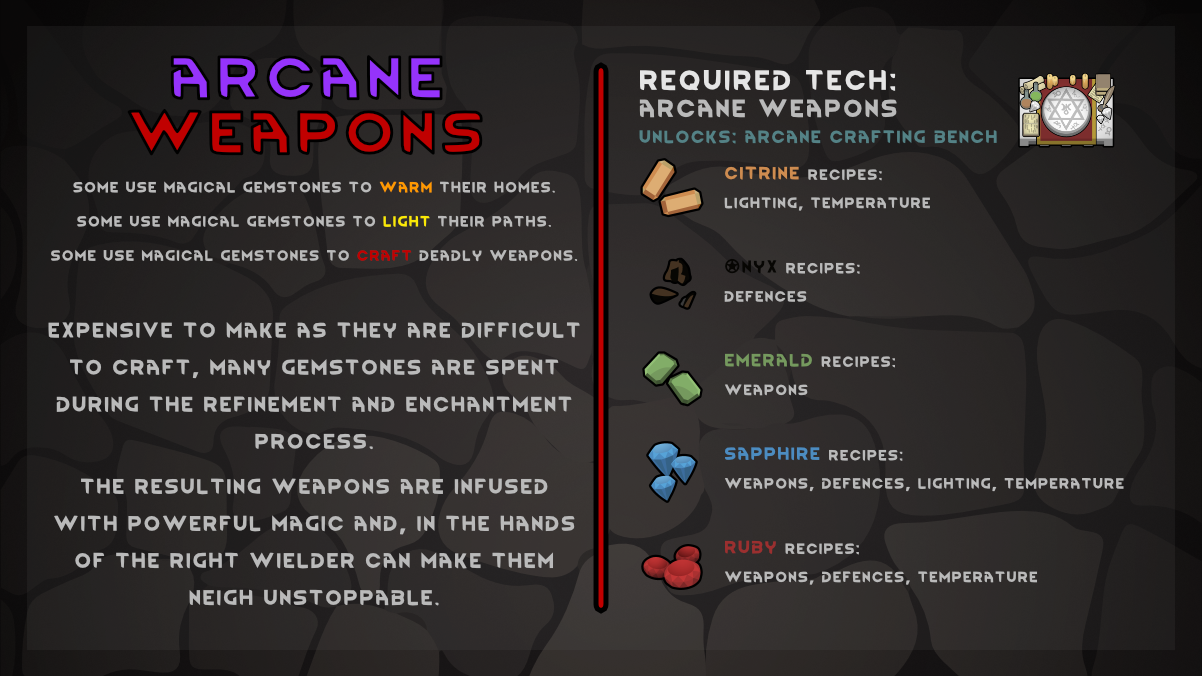 ARCANE
WEAPONS
SOME USE MAGICAL GEMSTONES TO WARM THEIR HOMES.
SOME USE MAGICAL GEMSTONES TO LIGHT THEIR PATHS.
SOME USE MAGICAL GEMSTONES TO CRAFT DEADLY WEAPONS.
EXPENSIVE TO MAKE AS THEY ARE DIFFICULT
TO CRAFT, MANY GEMSTONES ARE SPENT
DURING THE REFINEMENT AND ENCHANTMENT
PROCESS.
THE RESULTING WEAPONS ARE INFUSED
WITH POWERFUL MAGIC AND, IN THE HANDS
OF THE RIGHT WIELDER CAN MAKE THEM
NEIGH UNSTOPPABLE.
REQUIRED TECH:
ARCANE WEAPONS
UNLOCKS: ARCANE CRAFTING BENCH
CITRINE RECIPES:
LIGHTING, TEMPERATURE
ONYX RECIPES:
DEFENCES
EMERALD RECIPES:
WEAPONS
SAPPHIRE RECIPES:
WEAPONS, DEFENCES, LIGHTING, TEMPERATURE
RUBY RECIPES:
WEAPONS, DEFENCES, TEMPERATURE